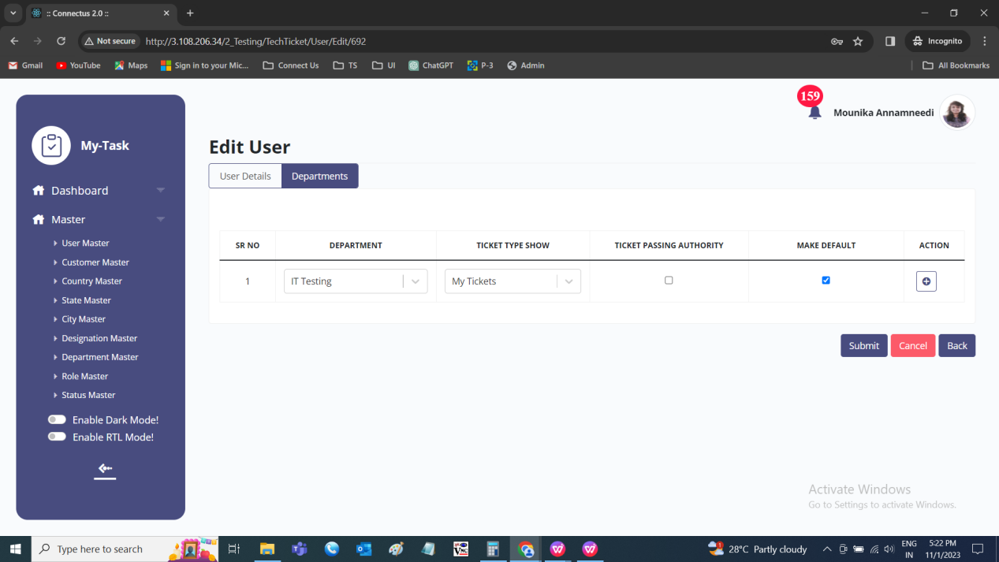 :: Connectus 2.0 ::
Not secure
http://3.108.206.34/2_Testing/TechTicket/User/Edit/692
Incognito
Gmail
YouTube
Maps
Sign in to your Mic...
Connect Us
TS
UI
ChatGPT
P-3
Admin
All Bookmarks
159
Mounika Annamneedi
My-Task
Dashboard
Master
User Master
Customer Master
Country Master
State Master
City Master
Designation Master
Department Master
Role Master
Status Master
Enable Dark Mode!
Enable RTL Mode!
Edit User
User Details
Departments
SR NO
DEPARTMENT
TICKET TYPE SHOW
TICKET PASSING AUTHORITY
MAKE DEFAULT
ACTION
1
IT Testing
My Tickets
Submit
Cancel
Back
Activate Windows
Go to Settings to activate Windows.
Type here to search
28°C Partly cloudy
ENG
IN
5:22 PM
11/1/2023